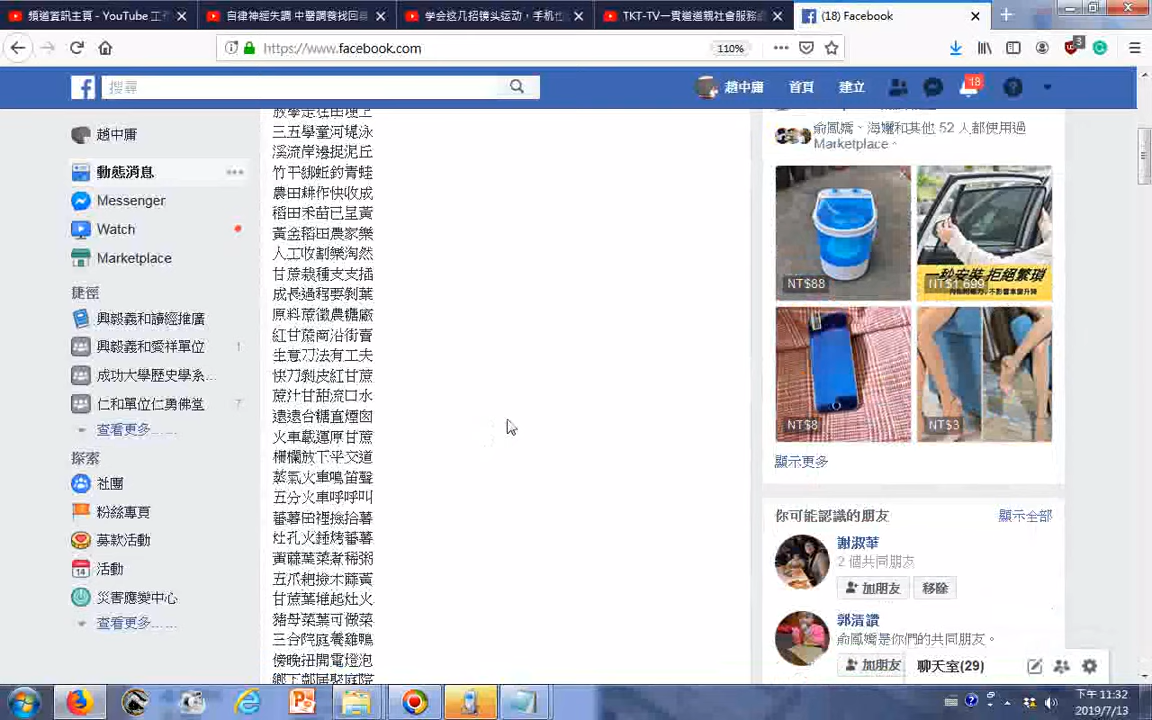 頻道資訊主頁 - YouTube 工作
自律神經失調 中醫調養找回自
学会这几招镜头运动，手机也
TKT-TV一貫道道親社會服務
(18) Facebook
https://www.facebook.com
110%
3
搜尋
趙中庸
首頁
建立
18
趙中庸
動態消息
Messenger
Watch
Marketplace
捷徑
興毅義和讀經推廣
興毅義和愛祥單位
1
成功大學歷史學系...
仁和單位仁勇佛堂
7
查看更多……
探索
社團
粉絲專頁
募款活動
活動
災害應變中心
查看更多……
三五學童河堤泳
溪流岸邊捉泥丘
竹干綁蚯釣青蛙
農田耕作快收成
稻田禾苗已呈黃
黃金稻田農家樂
人工收割樂淘然
甘蔗栽種支支插
成長過程要剝葉
原料蔗徵農糖廠
紅甘蔗商沿街賣
生意刀法有工夫
快刀剝皮紅甘蔗
蔗汁甘甜流口水
遠遠台糖直煙囪
火車載運原甘蔗
柵欄放下平交道
蒸氣火車鳴笛聲
五分火車呼呼叫
蕃薯田裡撿拾薯
灶孔火錘烤蕃薯
黃麻葉菜煮稀粥
五爪耙撿木麻黃
甘蔗葉捲起灶火
豬母菜葉可做菜
三合院庭養雞鴨
傍晚扭開電燈泡
鄉下鄰居聚庭院
俞鳳嬌、海孏和其他 52 人都使用過
Marketplace。
NT$88
一秒安裝 拒絕繁瑣
NT$1,699
NT$8
NT$3
顯示更多
你可能認識的朋友
顯示全部
謝淑華
2 個共同朋友
加朋友
移除
郭清讚
俞鳳嬌是你們的共同朋友。
加朋友
聊天室(29)
下午 11:32
2019/7/13